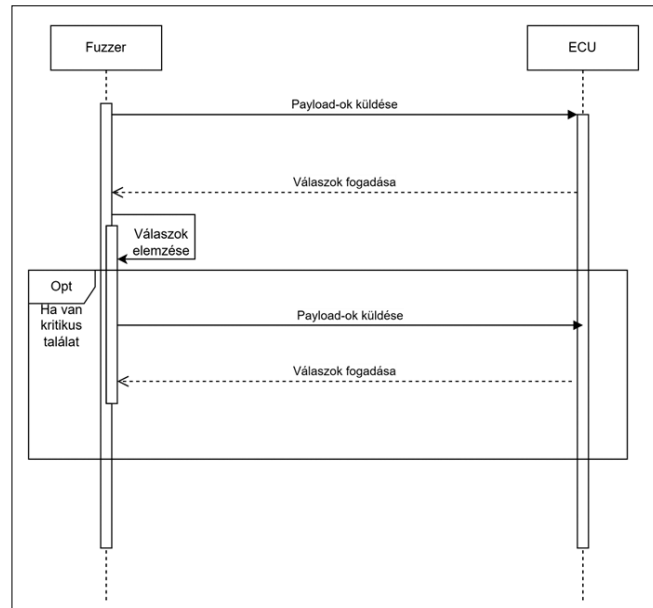 Fuzzer
ECU
Payload-ok küldése
Válaszok fogadása
Válaszok
elemzése
Opt
Ha van
kritikus
találat
Payload-ok küldése
Válaszok fogadása